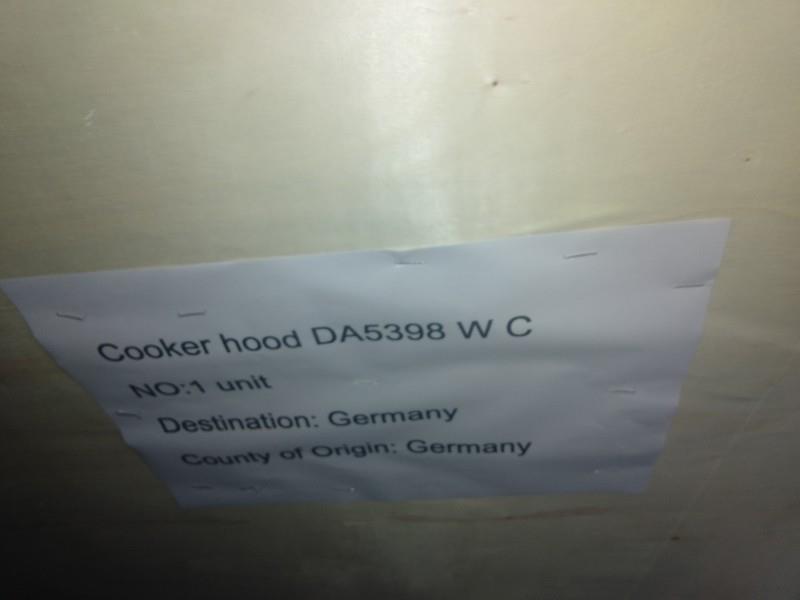 Cooker hood DA5398 W C
NO:1 unit
Destination: Germany
County of Origin: Germany